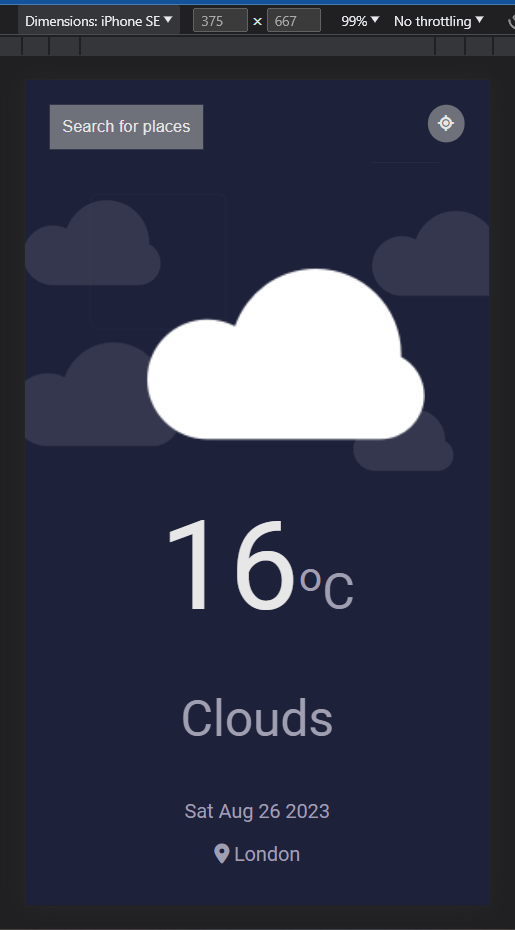 Dimensions: iPhone SE 375 × 667 99% No throttling
Search for places
16°C
Clouds
Sat Aug 26 2023
London